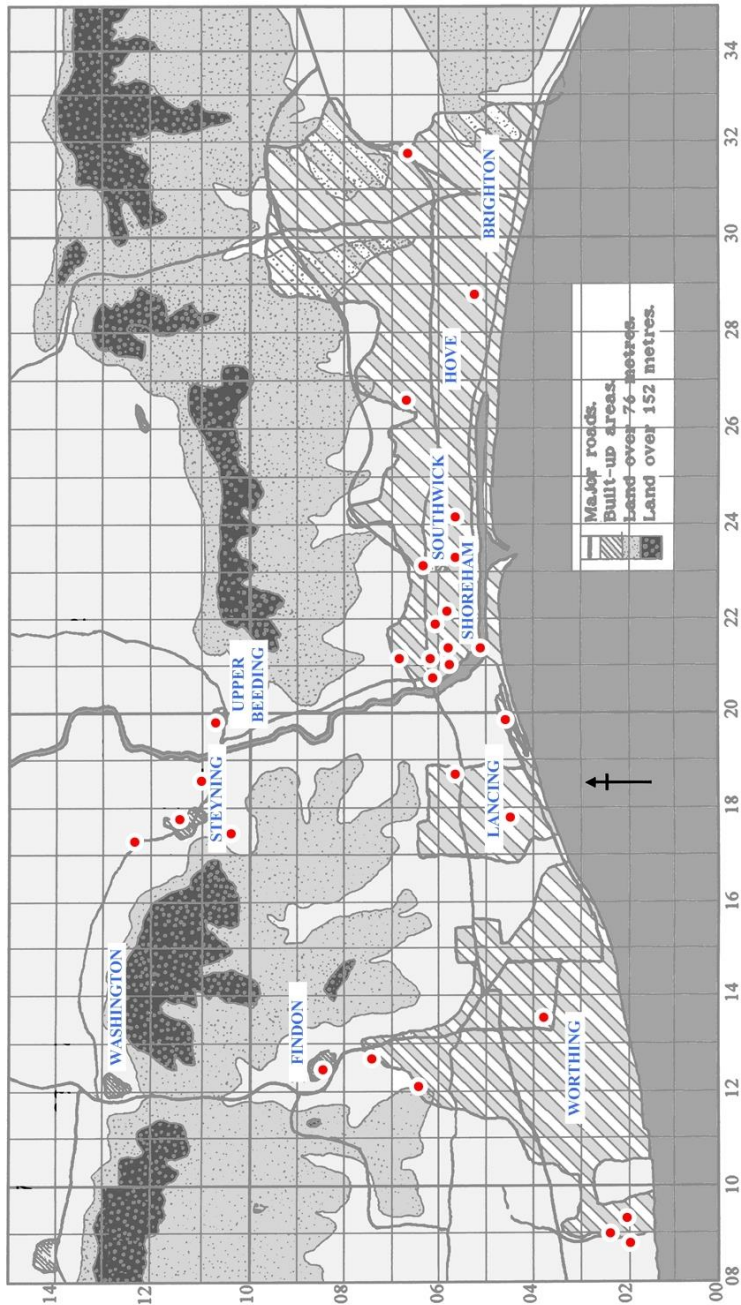 14
WASHINGTON
12
STEYNING
UPPER
BEEDING
10
FINDON
08
SOUTHWICK
HOVE
06
SHOREHAM
BRIGHTON
LANCING
04
WORTHING
Major roads.
Built-up areas.
Land over 76 metres.
Land over 152 metres.
02
00
08 10 12 14 16 18 20 22 24 26 28 30 32 34